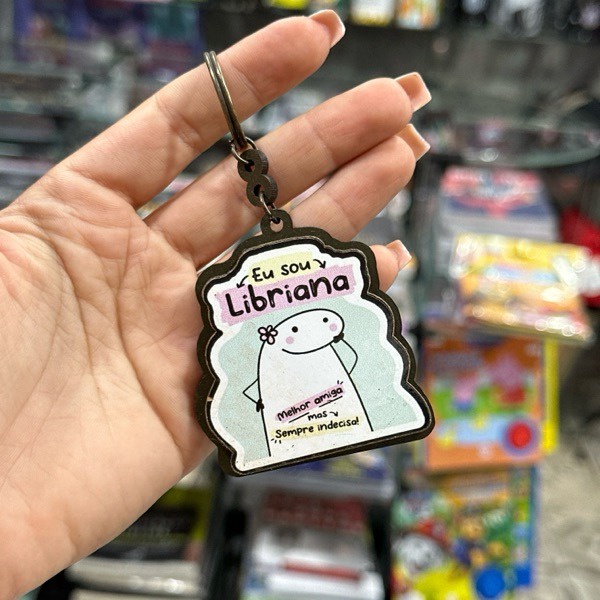 Eu sou
Libriana
Melhor amiga
mas
Sempre indecisa!